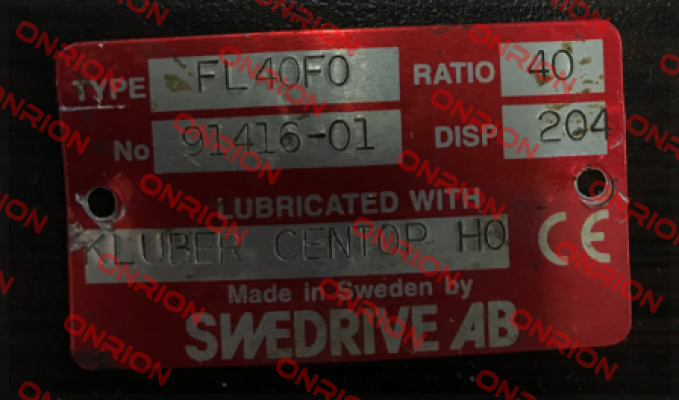 TYPE FL40F0 RATIO 40
No 91416-01 DISP 204
LUBRICATED WITH
KLUBER CENTOP HO
CE
Made in Sweden by
SWEDRIVE AB
ONRION